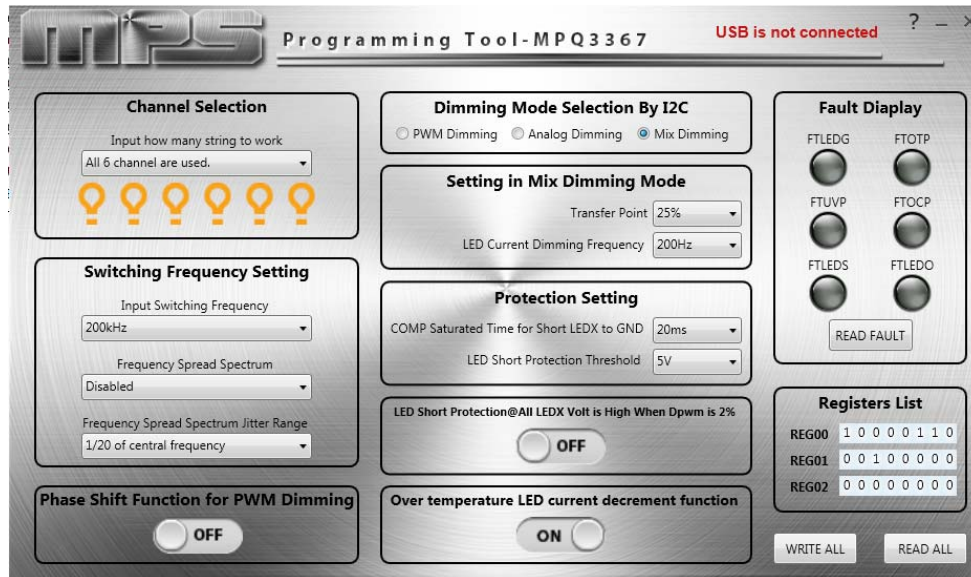 MPS
Programming Tool-MPQ3367
USB is not connected
? –
Channel Selection
Input how many string to work
All 6 channel are used.
Switching Frequency Setting
Input Switching Frequency
200kHz
Frequency Spread Spectrum
Disabled
Frequency Spread Spectrum Jitter Range
1/20 of central frequency
Phase Shift Function for PWM Dimming
OFF
Dimming Mode Selection By I2C
PWM Dimming Analog Dimming Mix Dimming
Setting in Mix Dimming Mode
Transfer Point 25%
LED Current Dimming Frequency 200Hz
Protection Setting
COMP Saturated Time for Short LEDX to GND 20ms
LED Short Protection Threshold 5V
LED Short Protection@All LEDX Volt is High When Dpwm is 2%
OFF
Over temperature LED current decrement function
ON
Fault Display
FTLEDG FTOTP
FTUVP FTOCP
FTLEDS FTLEDO
READ FAULT
Registers List
REG00 1 0 0 0 0 1 1 0
REG01 0 0 1 0 0 0 0 0
REG02 0 0 0 0 0 0 0 0
WRITE ALL READ ALL